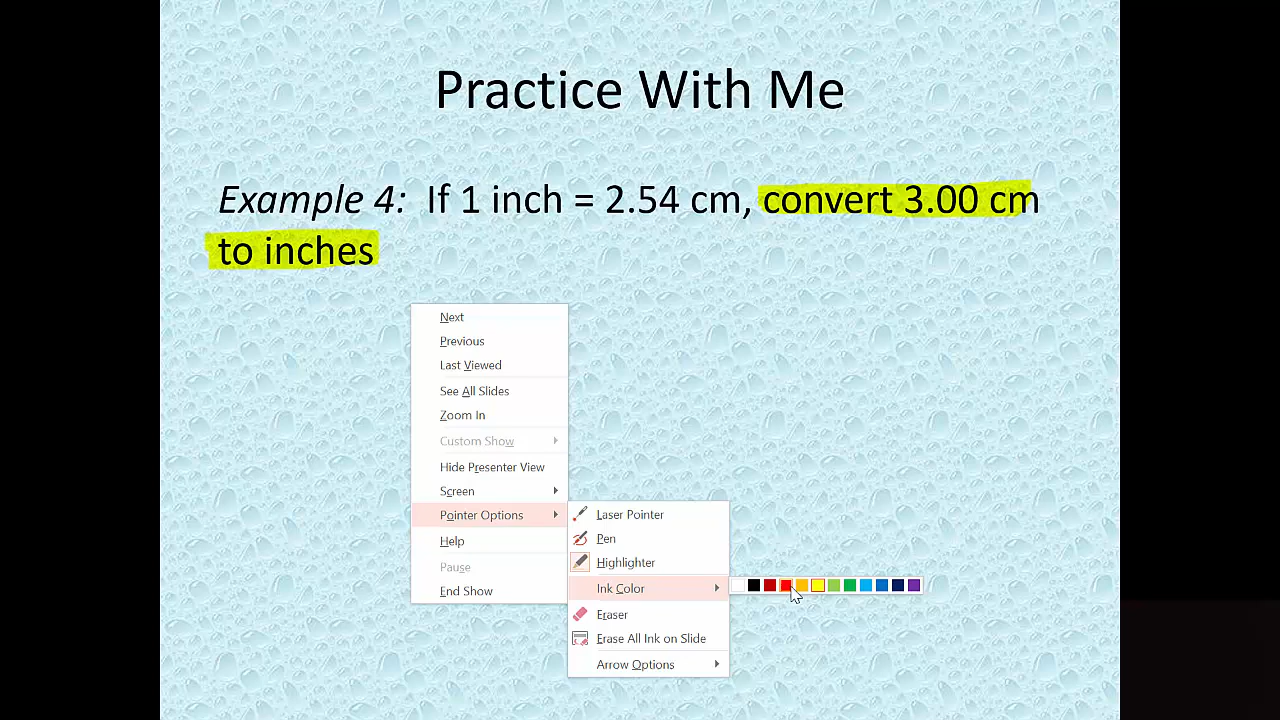 Practice With Me
Example 4: If 1 inch = 2.54 cm, convert 3.00 cm
to inches
Next
Previous
Last Viewed
See All Slides
Zoom In
Custom Show
Hide Presenter View
Screen
Pointer Options
Help
Pause
End Show
Laser Pointer
Pen
Highlighter
Ink Color
Eraser
Erase All Ink on Slide
Arrow Options